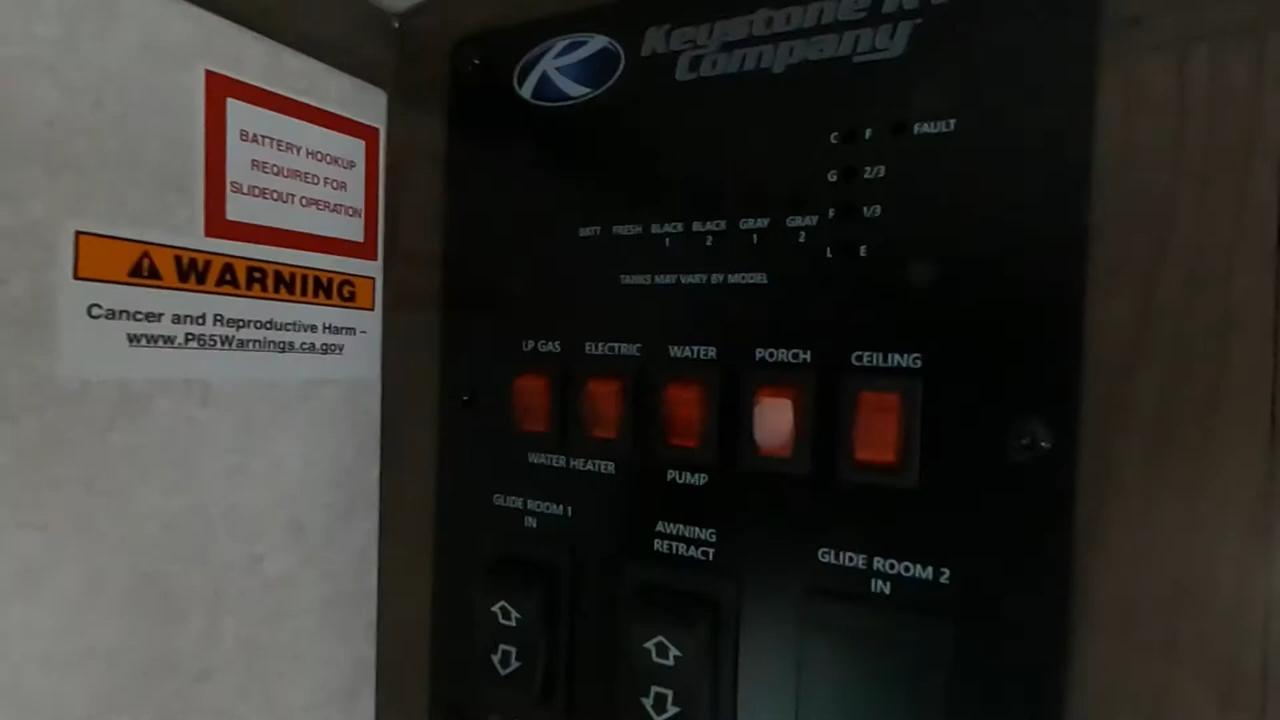 Keystone
Company
BATTERY HOOKUP
REQUIRED FOR
SLIDEOUT OPERATION
WARNING
Cancer and Reproductive Harm –
www.P65Warnings.ca.gov
C F FAULT
G 2/3
F 1/3
L E
BATT FRESH BLACK 1 BLACK 2 GRAY 1 GRAY 2
TANKS MAY VARY BY MODEL
LP GAS ELECTRIC WATER PORCH CEILING
WATER HEATER PUMP
GLIDE ROOM 1
IN
AWNING
RETRACT
GLIDE ROOM 2
IN